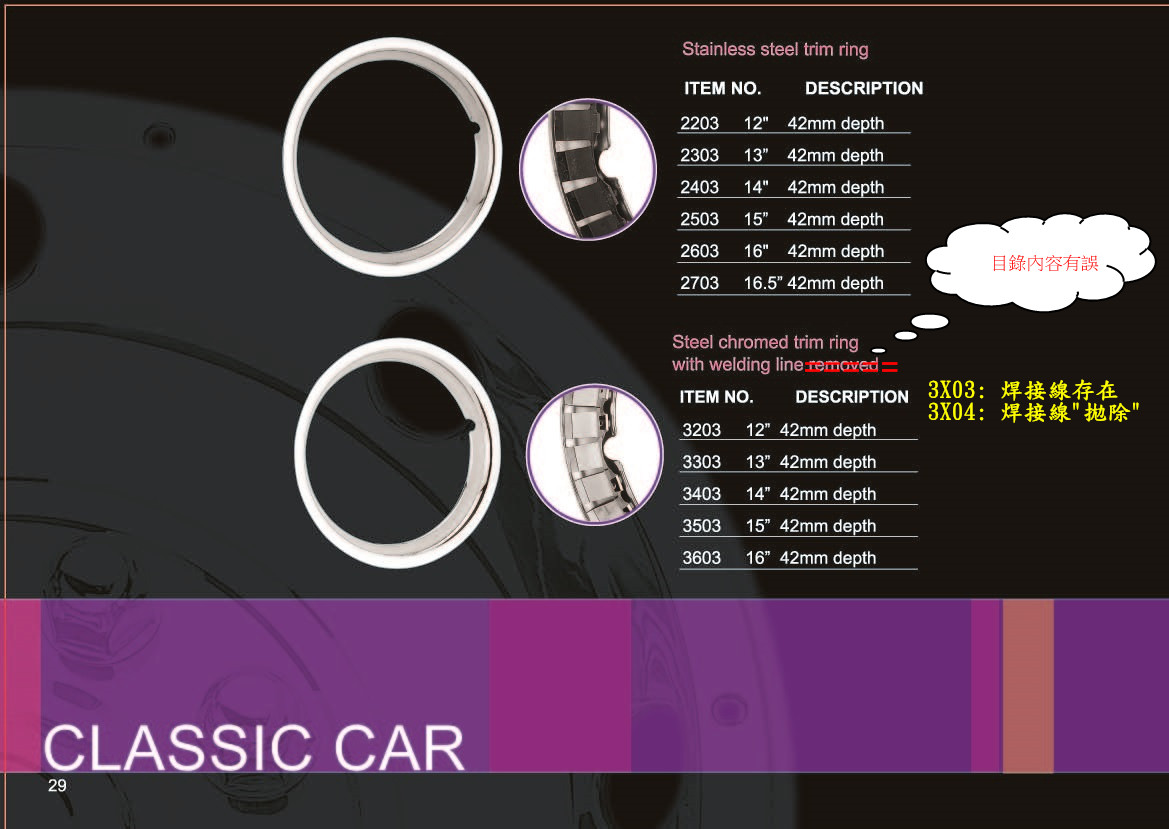 Stainless steel trim ring
ITEM NO. DESCRIPTION
2203 12" 42mm depth
2303 13” 42mm depth
2403 14" 42mm depth
2503 15” 42mm depth
2603 16" 42mm depth
2703 16.5” 42mm depth
目錄內容有誤
Steel chromed trim ring
with welding line removed
ITEM NO. DESCRIPTION
3X03: 焊接線存在
3X04: 焊接線"拋除"
3203 12” 42mm depth
3303 13” 42mm depth
3403 14” 42mm depth
3503 15” 42mm depth
3603 16” 42mm depth
CLASSIC CAR
29